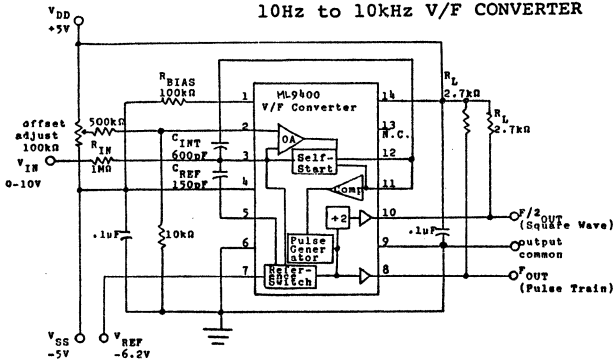 10Hz to 10kHz V/F CONVERTER
VDD
+5V
RBIAS
100kΩ
ML9400
V/F Converter
RL
2.7kΩ
RL
2.7kΩ
offset
adjust
100kΩ
500kΩ
RIN
1MΩ
VIN
0-10V
CINT
600pF
CREF
150pF
.1uF
10kΩ
1
2
3
4
5
6
7
14
13
N.C.
12
11
10
9
8
OA
Self-
Start
Comp
÷2
Pulse
Gener
ator
Refer-
ence
Switch
.1uF
F/2OUT
(Square Wave)
output
common
FOUT
(Pulse Train)
VSS
-5V
VREF
-6.2V